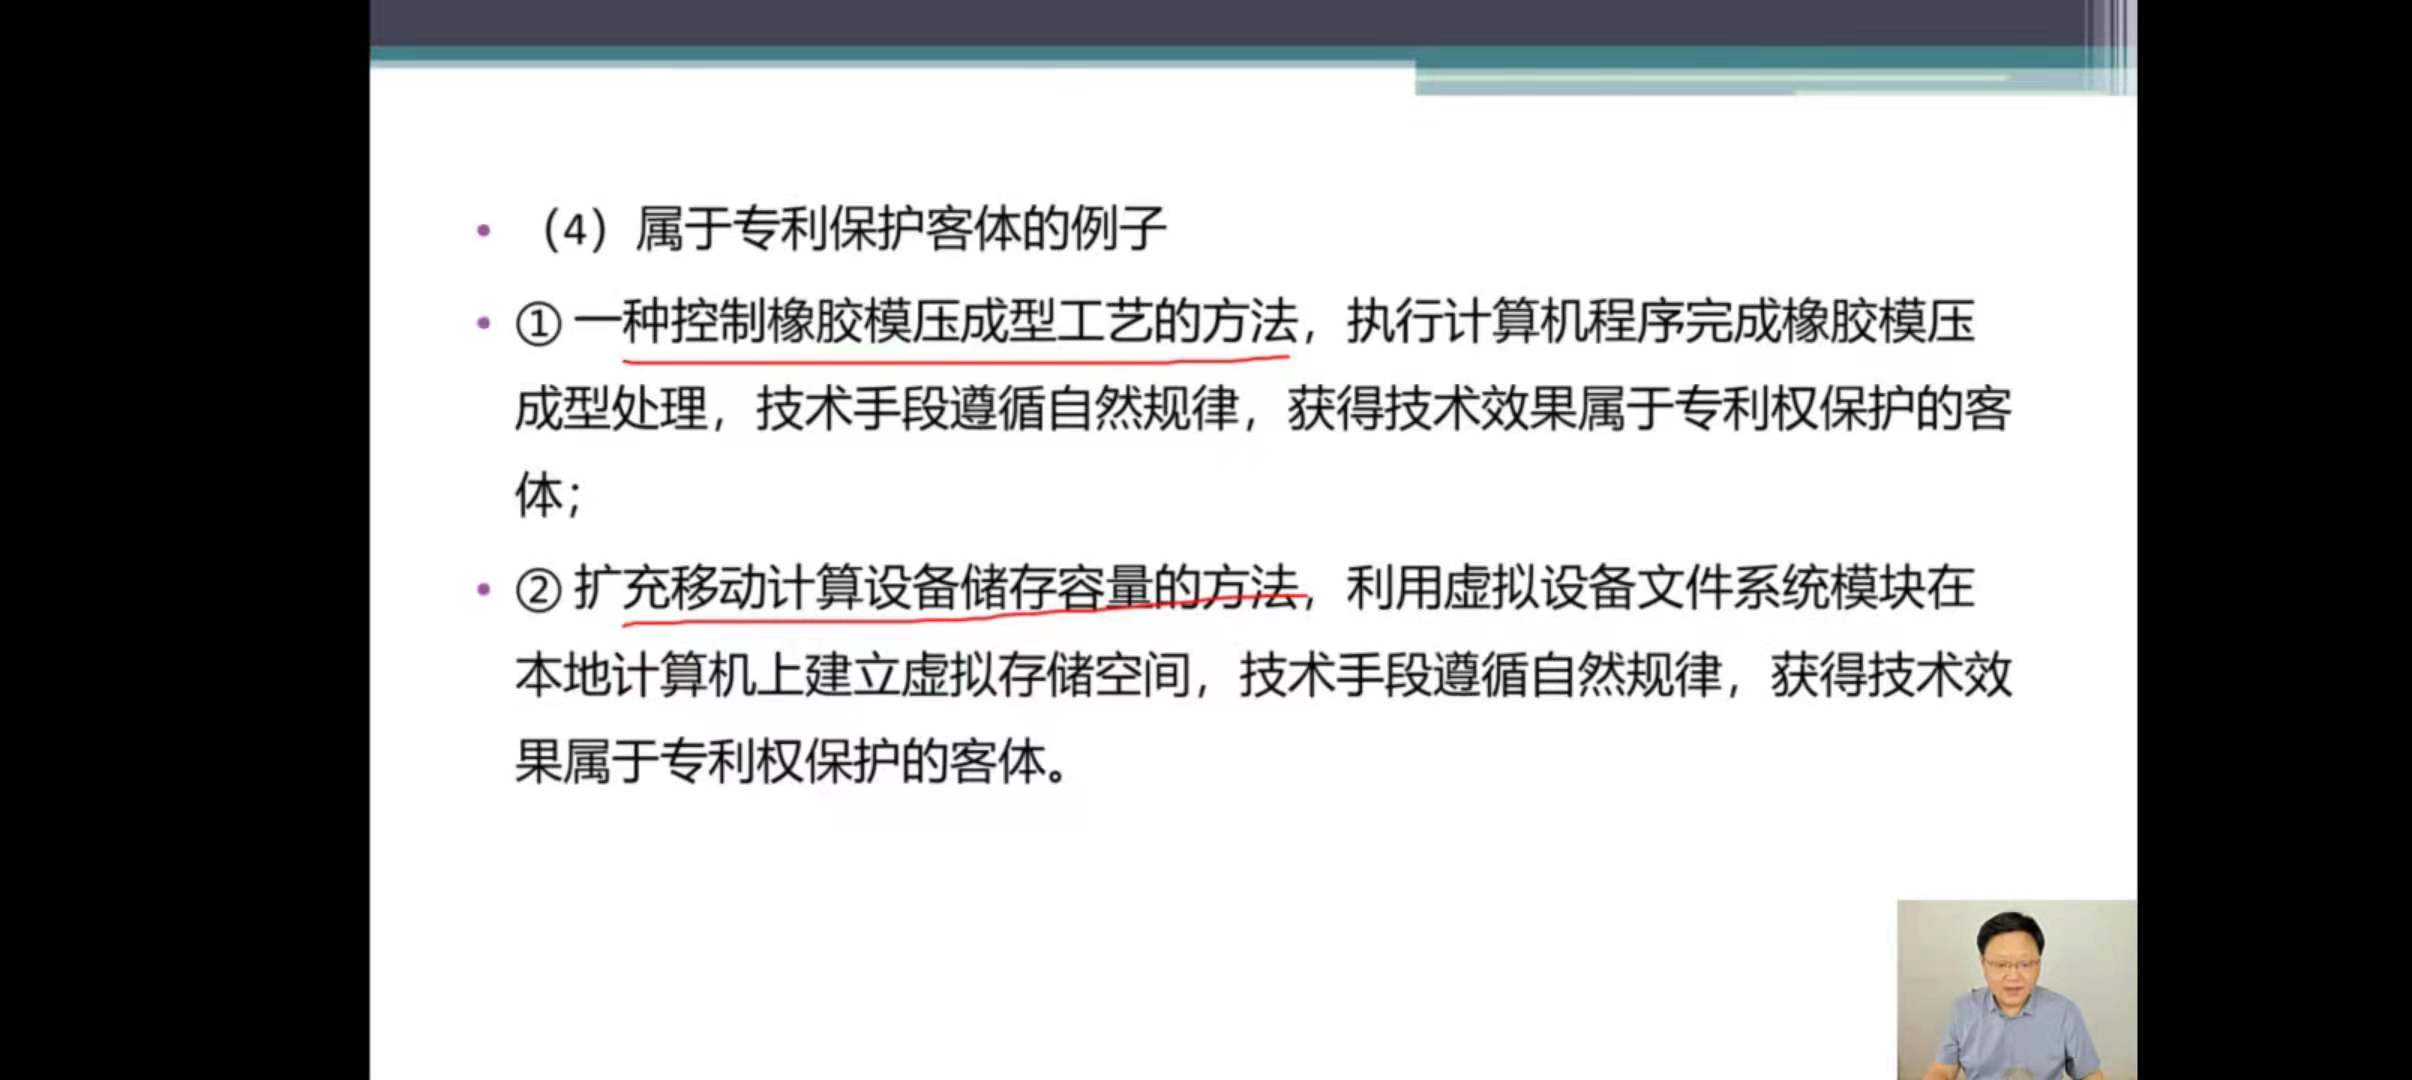 （4）属于专利保护客体的例子
① 一种控制橡胶模压成型工艺的方法，执行计算机程序完成橡胶模压
成型处理，技术手段遵循自然规律，获得技术效果属于专利权保护的客
体；
② 扩充移动计算设备储存容量的方法，利用虚拟设备文件系统模块在
本地计算机上建立虚拟存储空间，技术手段遵循自然规律，获得技术效
果属于专利权保护的客体。